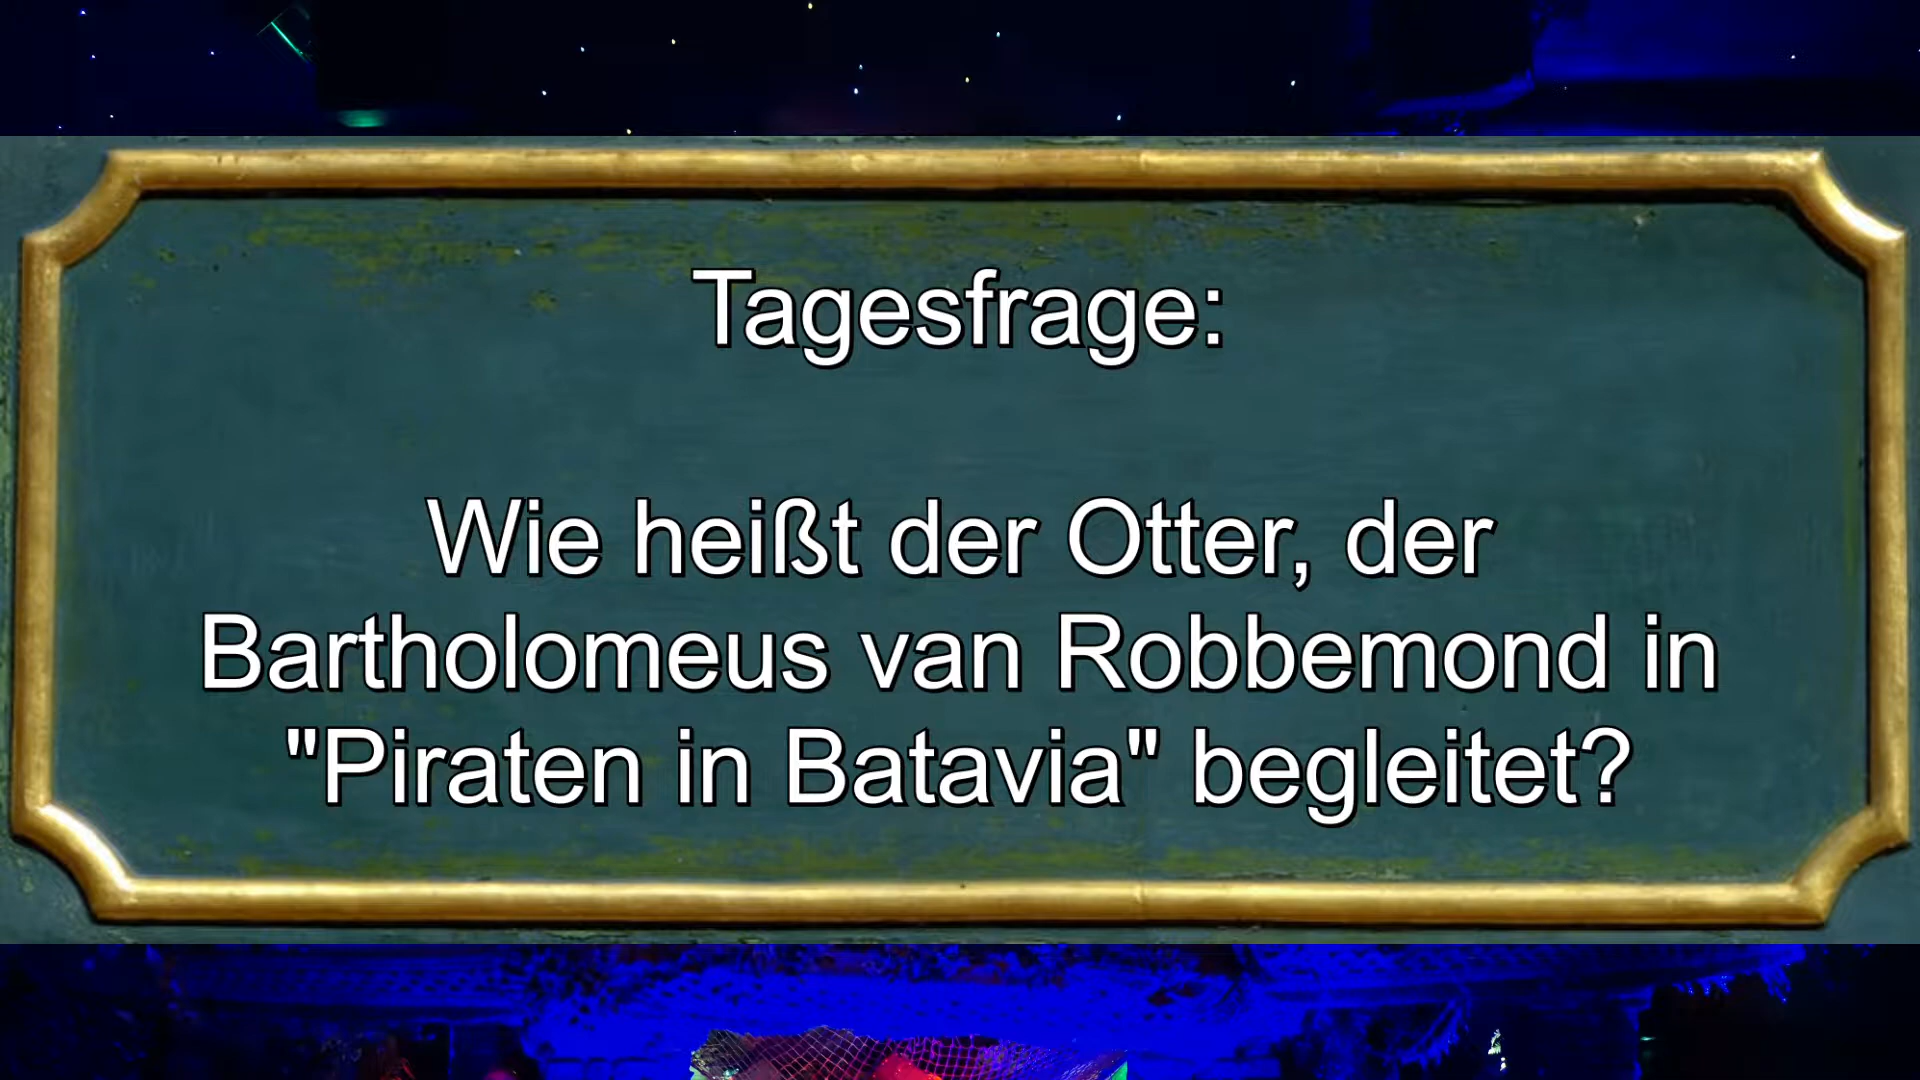 Tagesfrage:
Wie heißt der Otter, der
Bartholomeus van Robbemond in
"Piraten in Batavia" begleitet?